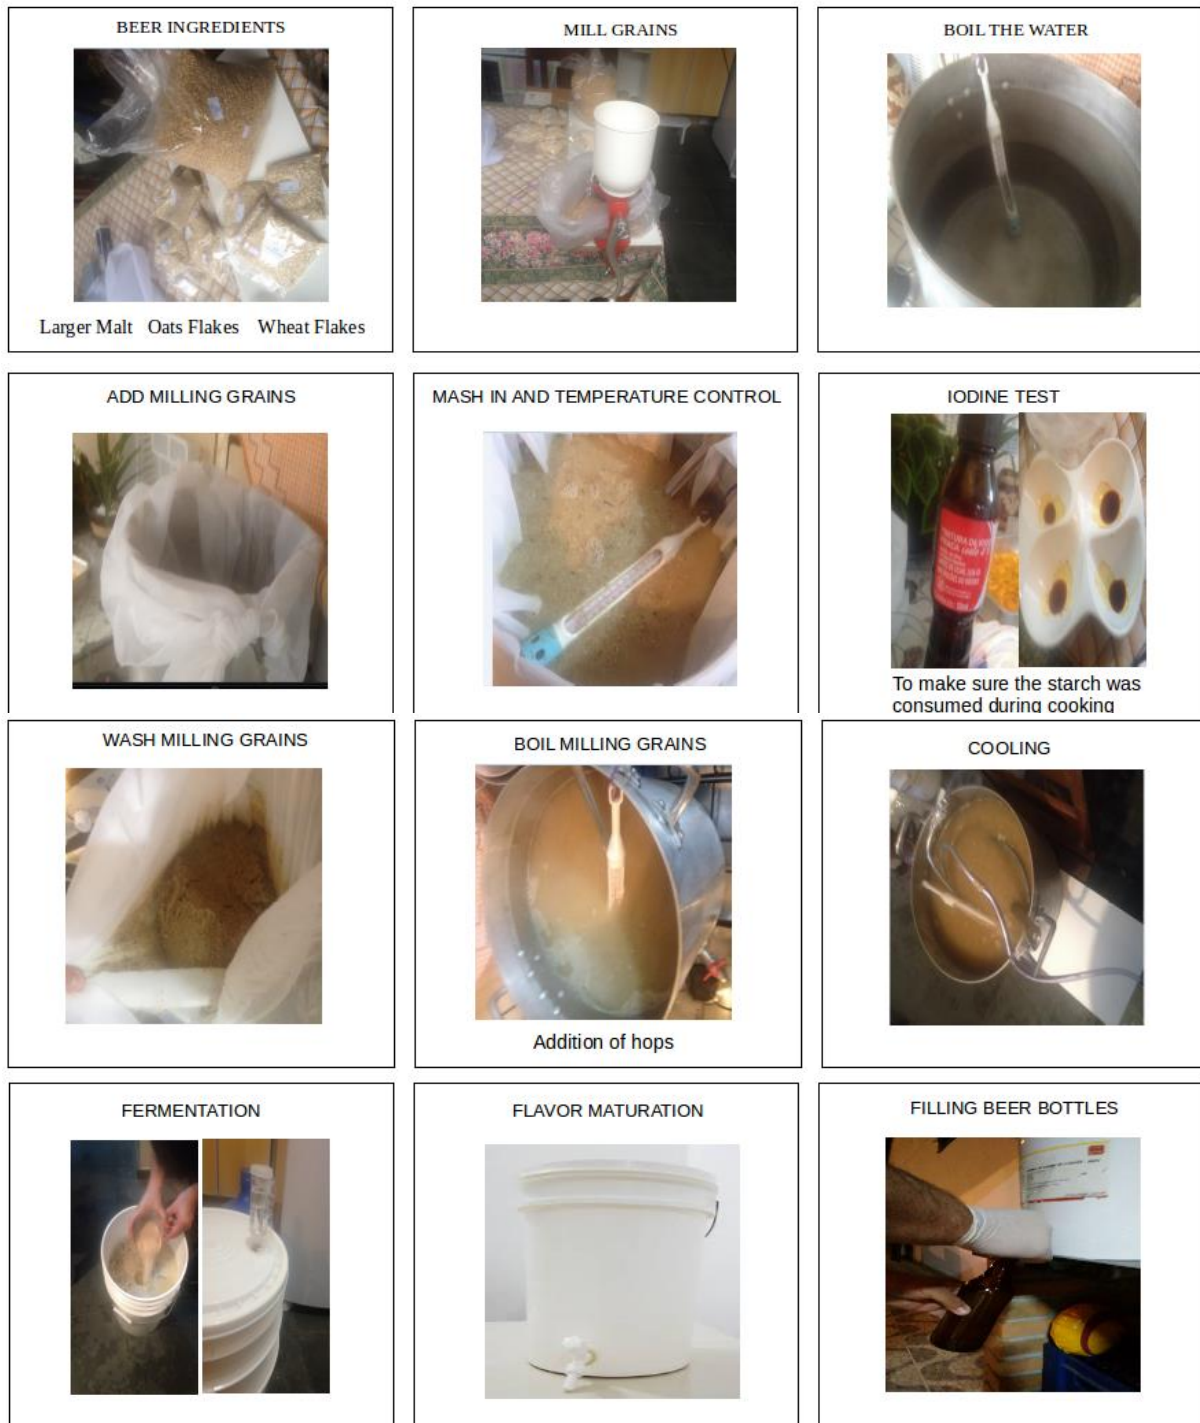 BEER INGREDIENTS
Larger Malt Oats Flakes Wheat Flakes
MILL GRAINS
BOIL THE WATER
ADD MILLING GRAINS
MASH IN AND TEMPERATURE CONTROL
IODINE TEST
To make sure the starch was
consumed during cooking
WASH MILLING GRAINS
BOIL MILLING GRAINS
Addition of hops
COOLING
FERMENTATION
FLAVOR MATURATION
FILLING BEER BOTTLES